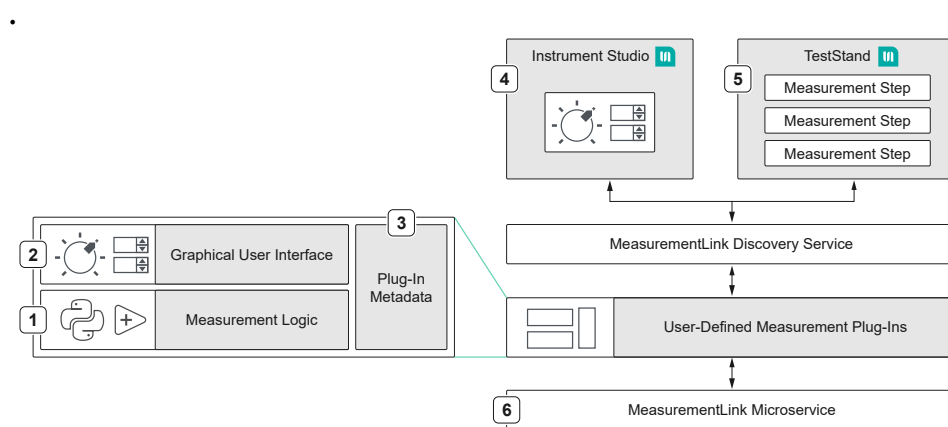 •
4
Instrument Studio
5
TestStand
Measurement Step
Measurement Step
Measurement Step
MeasurementLink Discovery Service
3
2
Graphical User Interface
Plug-In
Metadata
1
Measurement Logic
User-Defined Measurement Plug-Ins
6
MeasurementLink Microservice